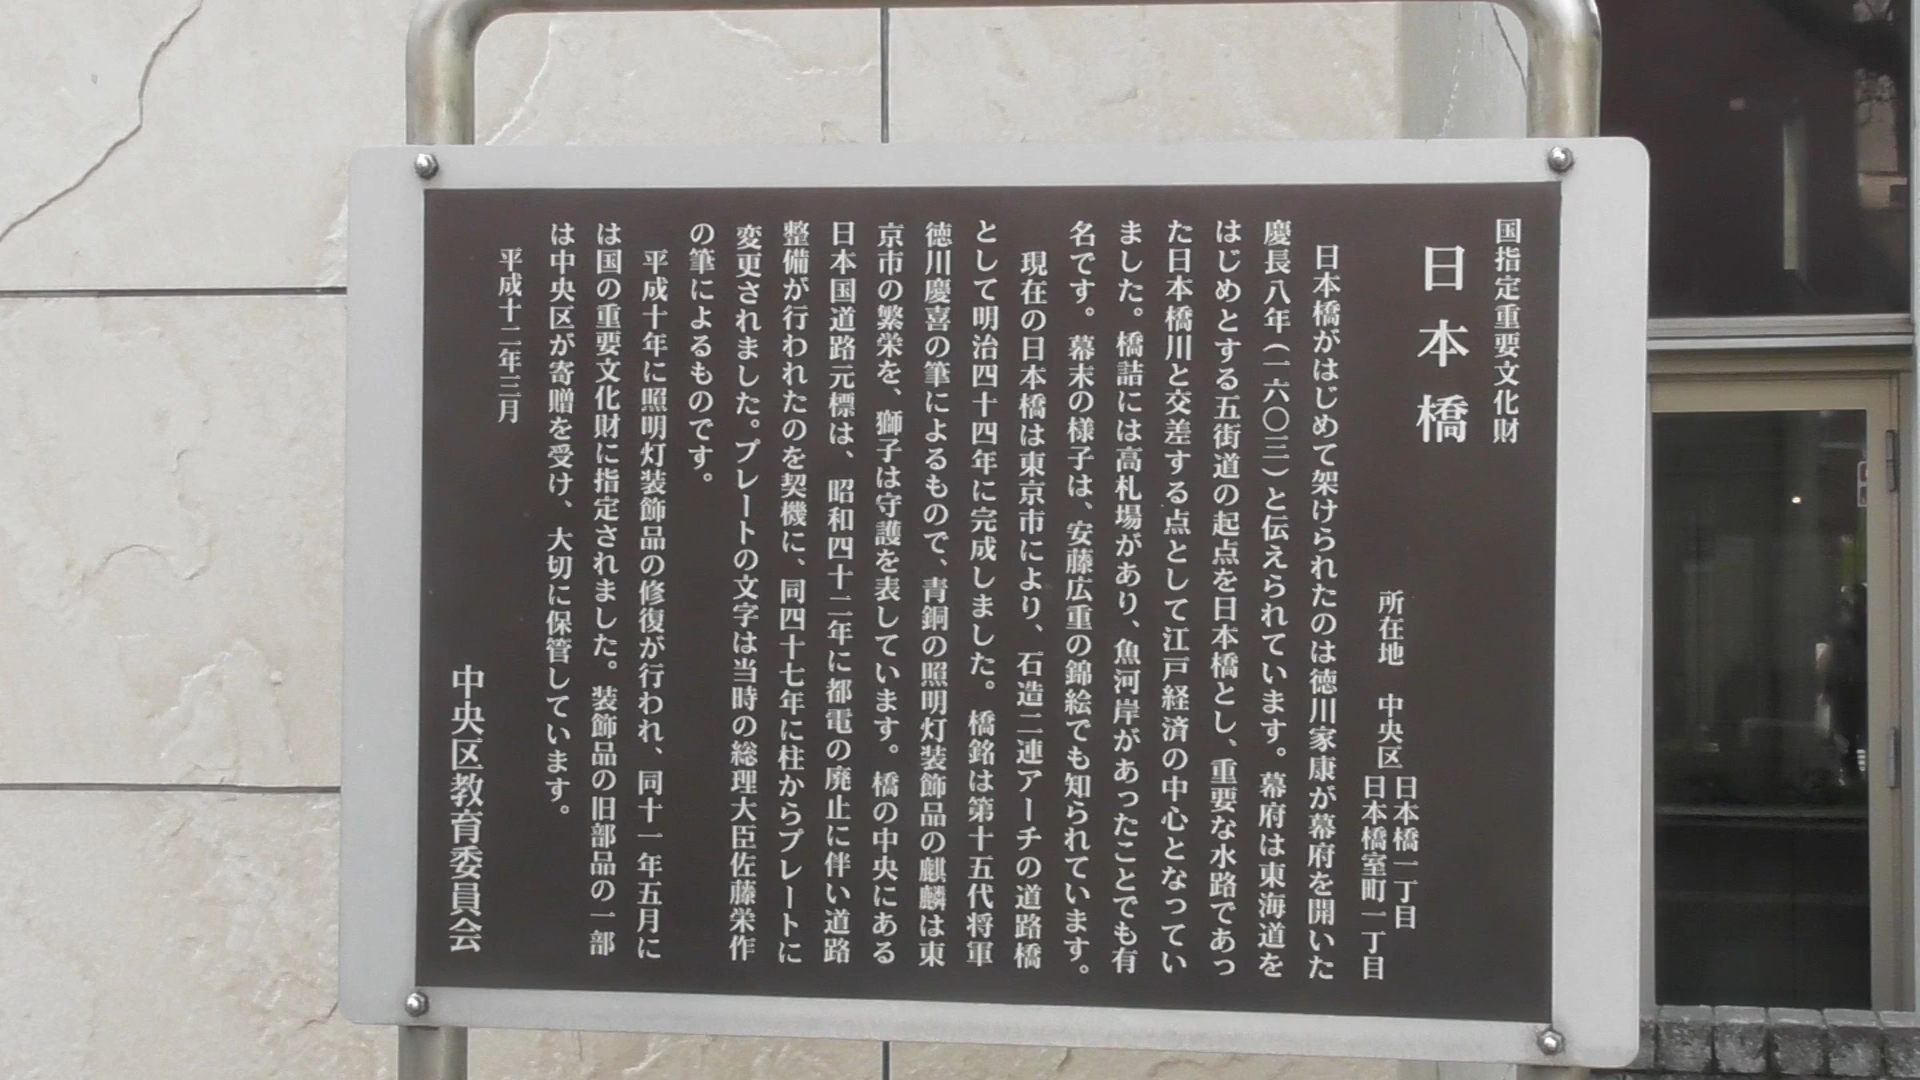 国指定重要文化財
日本橋
所在地　中央区日本橋一丁目
日本橋室町一丁目
日本橋がはじめて架けられたのは徳川家康が幕府を開いた
慶長八年（一六〇三）と伝えられています。幕府は東海道を
はじめとする五街道の起点を日本橋とし、重要な水路であっ
た日本橋川と交差する点として江戸経済の中心となってい
ました。橋詰には高札場があり、魚河岸があったことでも有
名です。幕末の様子は、安藤広重の錦絵でも知られています。
現在の日本橋は東京市により、石造二連アーチの道路橋
として明治四十四年に完成しました。橋銘は第十五代将軍
徳川慶喜の筆によるもので、青銅の照明灯装飾品の麒麟は東
京市の繁栄を、獅子は守護を表しています。橋の中央にある
日本国道路元標は、昭和四十二年に都電の廃止に伴い道路
整備が行われたのを契機に、同四十七年に柱からプレートに
変更されました。プレートの文字は当時の総理大臣佐藤栄作
の筆によるものです。
平成十年に照明灯装飾品の修復が行われ、同十一年五月に
は国の重要文化財に指定されました。装飾品の旧部品の一部
は中央区が寄贈を受け、大切に保管しています。
平成十二年三月
中央区教育委員会